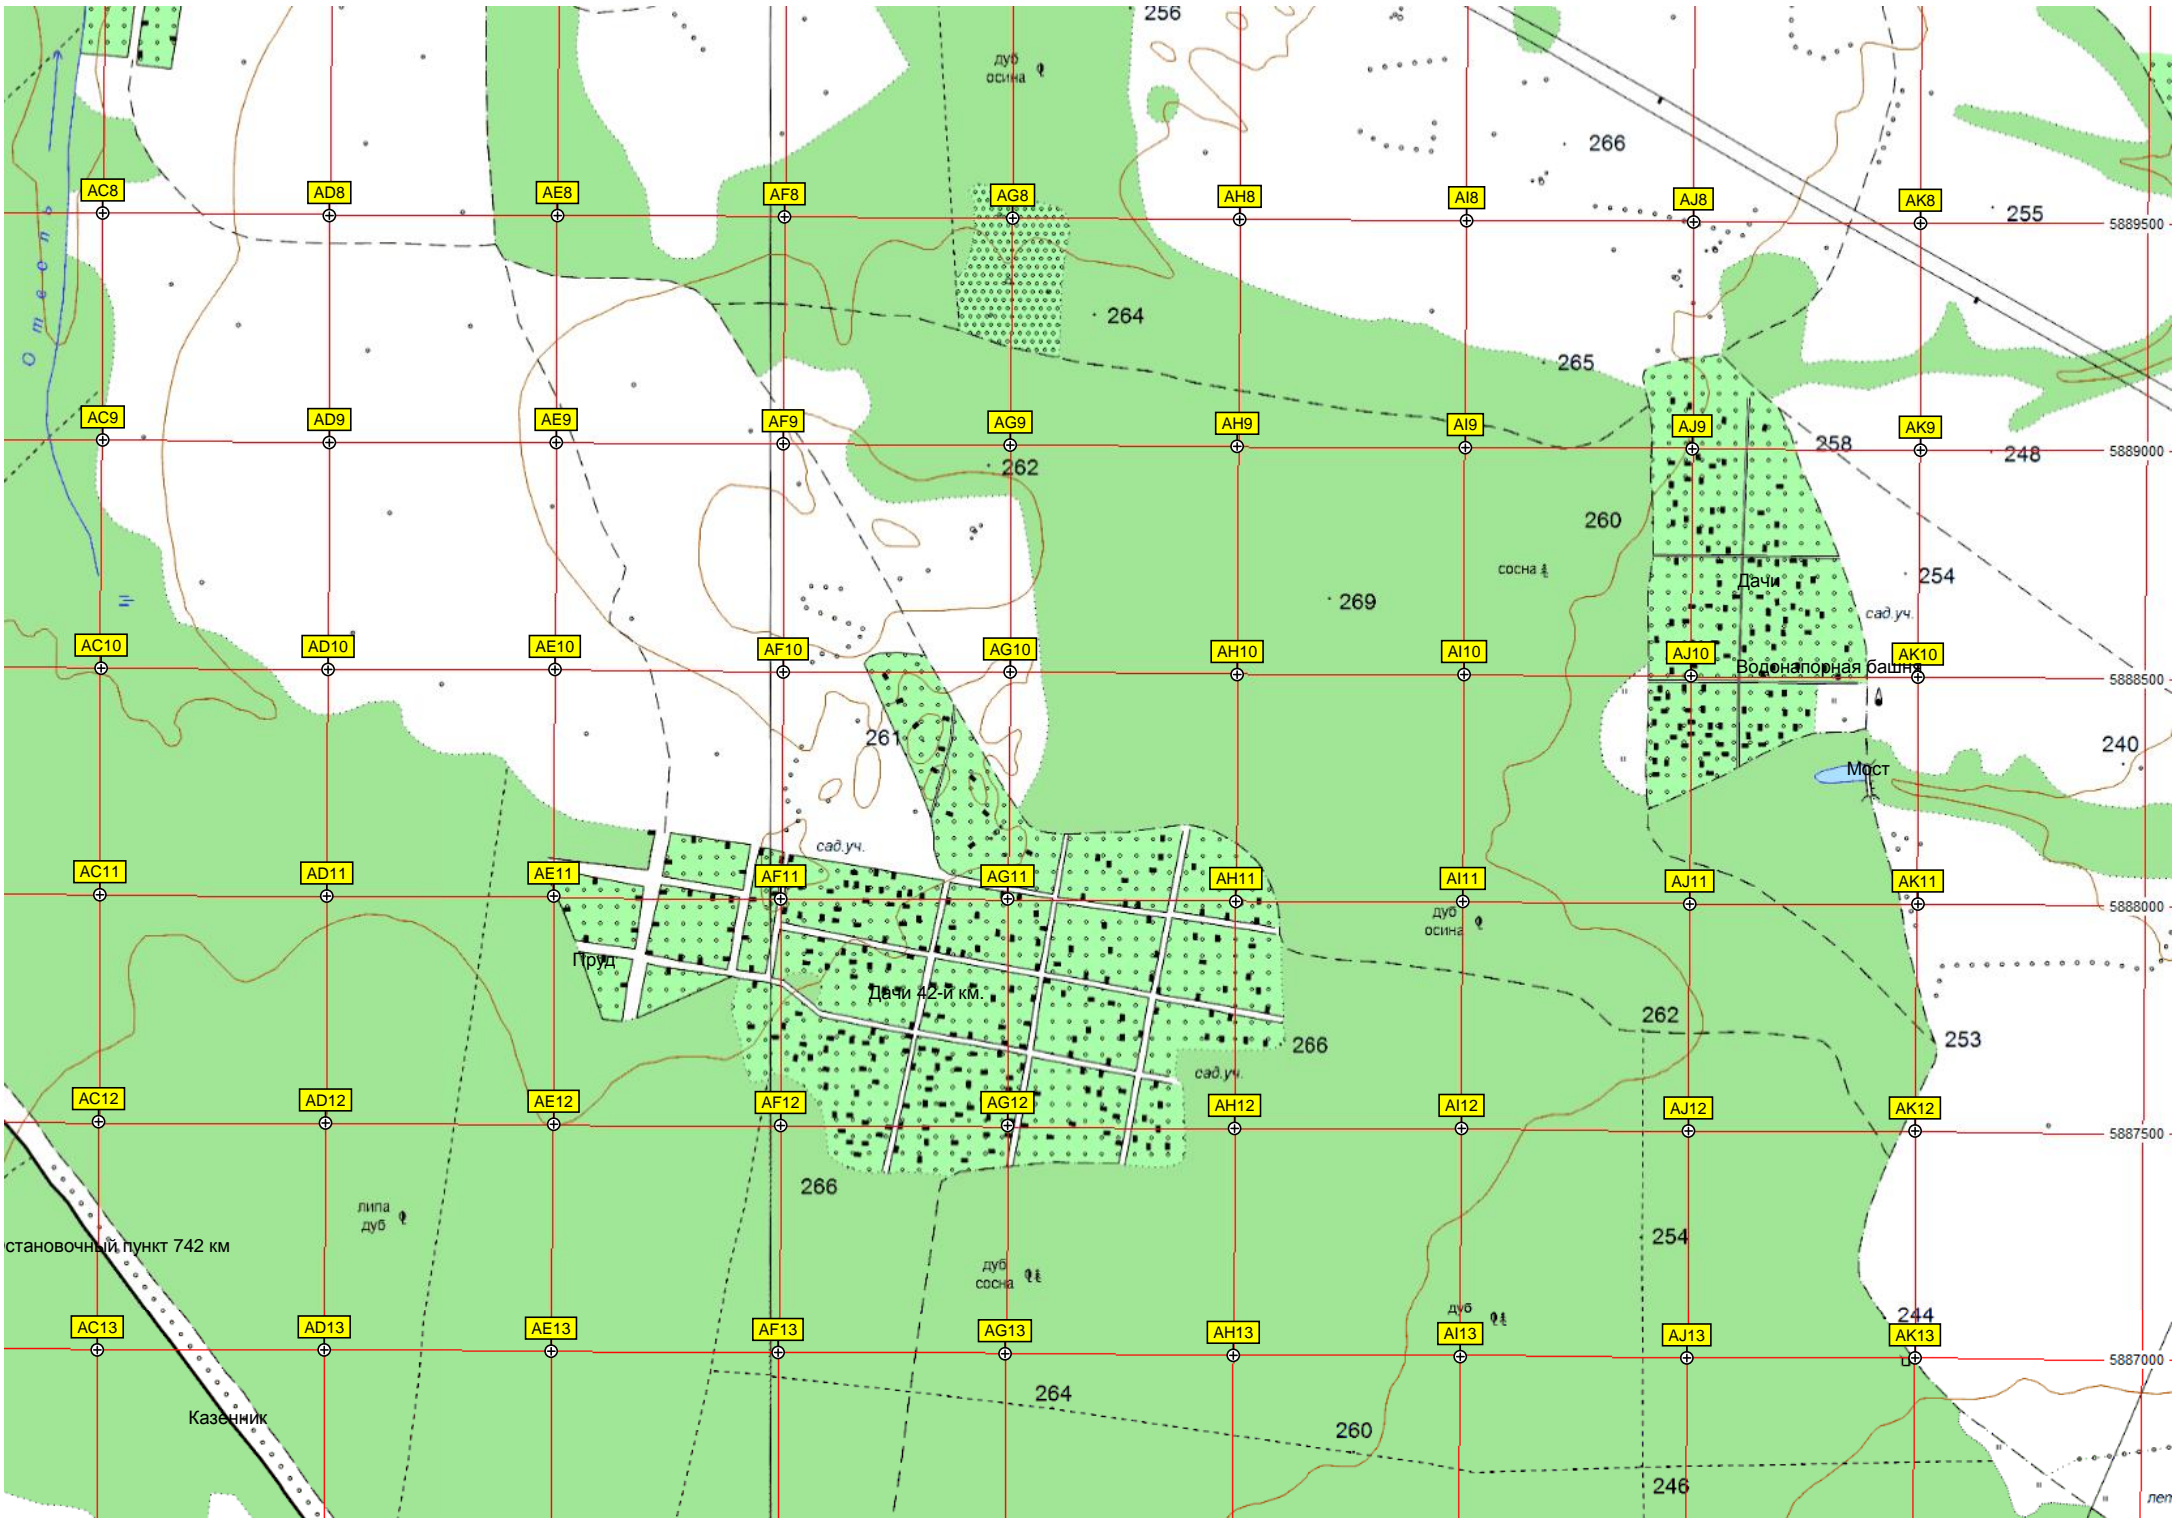 256
дуб
осина
266
AC8
AD8
AE8
AF8
AG8
AH8
AI8
AJ8
AK8
255
5889500
Отесть
264
265
AC9
AD9
AE9
AF9
AG9
AH9
AI9
AJ9
AK9
258
248
5889000
262
260
сосна
Дачи
254
269
сад.уч.
AC10
AD10
AE10
AF10
AG10
AH10
AI10
AJ10
AK10
Водонапорная башня
5888500
261
240
Мост
сад.уч.
AC11
AD11
AE11
AF11
AG11
AH11
AI11
AJ11
AK11
5888000
дуб
осина
Пруд
Дачи 42-й км.
262
253
266
сад.уч.
AC12
AD12
AE12
AF12
AG12
AH12
AI12
AJ12
AK12
5887500
266
липа
дуб
становочный пункт 742 км
254
дуб
сосна
дуб
244
AC13
AD13
AE13
AF13
AG13
AH13
AI13
AJ13
AK13
5887000
264
Казенник
260
246
лет